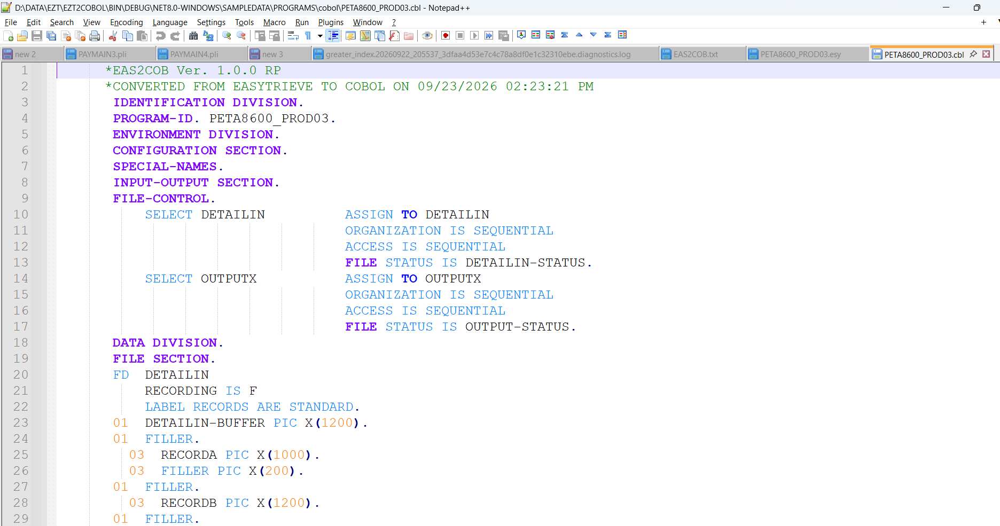 D:\DATA\EZT\EZT2COBOL\BIN\DEBUG\NET8.0-WINDOWS\SAMPLEDATA\PROGRAMS\cobol\PETA8600_PROD03.cbl - Notepad++
File Edit Search View Encoding Language Settings Tools Macro Run Plugins Window ?
new 2 PAYMAIN3.pli PAYMAIN4.pli new 3 greater_index.20260922_205537_3dfaa4d53e7c4c78a8df0e1c32310ebe.diagnostics.log EAS2COB.txt PETA8600_PROD03.esy PETA8600_PROD03.cbl
1 *EAS2COB Ver. 1.0.0 RP
2 *CONVERTED FROM EASYTRIEVE TO COBOL ON 09/23/2026 02:23:21 PM
3 IDENTIFICATION DIVISION.
4 PROGRAM-ID. PETA8600_PROD03.
5 ENVIRONMENT DIVISION.
6 CONFIGURATION SECTION.
7 SPECIAL-NAMES.
8 INPUT-OUTPUT SECTION.
9 FILE-CONTROL.
10 SELECT DETAILIN ASSIGN TO DETAILIN
11 ORGANIZATION IS SEQUENTIAL
12 ACCESS IS SEQUENTIAL
13 FILE STATUS IS DETAILIN-STATUS.
14 SELECT OUTPUTX ASSIGN TO OUTPUTX
15 ORGANIZATION IS SEQUENTIAL
16 ACCESS IS SEQUENTIAL
17 FILE STATUS IS OUTPUT-STATUS.
18 DATA DIVISION.
19 FILE SECTION.
20 FD DETAILIN
21 RECORDING IS F
22 LABEL RECORDS ARE STANDARD.
23 01 DETAILIN-BUFFER PIC X(1200).
24 01 FILLER.
25 03 RECORDA PIC X(1000).
26 03 FILLER PIC X(200).
27 01 FILLER.
28 03 RECORDB PIC X(1200).
29 01 FILLER.